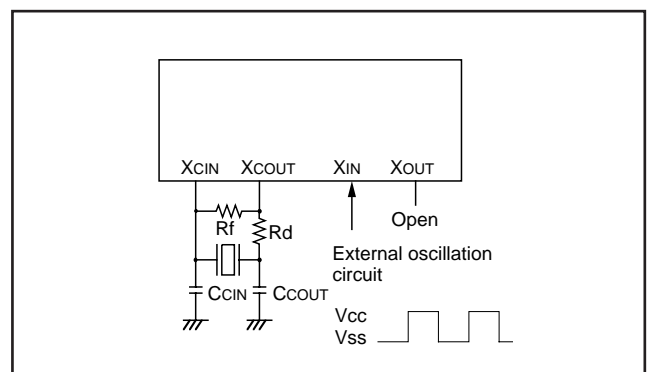 XCIN XCOUT XIN XOUT
Rf
Rd
Open
External oscillation
circuit
CCIN CCOUT
Vcc
Vss